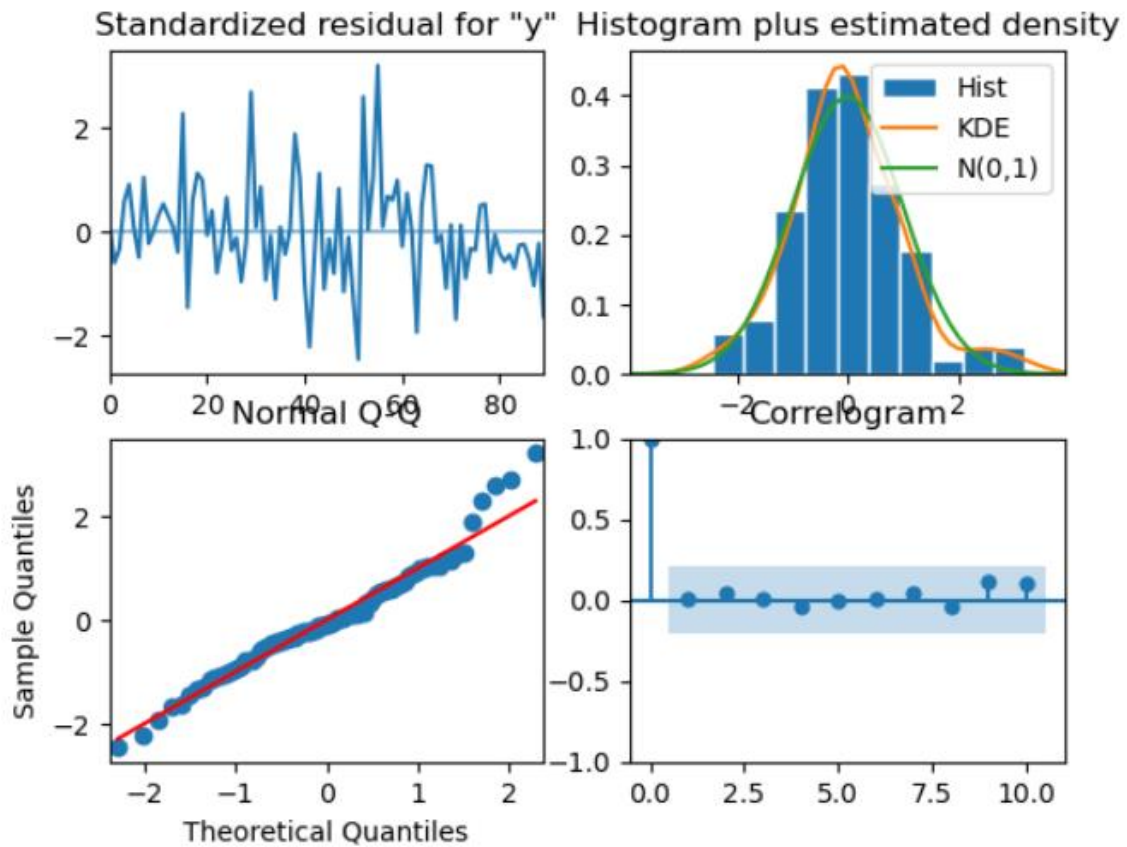 Standardized residual for "y"
Histogram plus estimated density
2
0
−2
0 20 40 60 80
0.4
0.3
0.2
0.1
0.0
Hist
KDE
N(0,1)
−2 0 2
Normal Q-Q
Correlogram
Sample Quantiles
2
0
−2
−2 −1 0 1 2
Theoretical Quantiles
1.0
0.5
0.0
−0.5
−1.0
0.0 2.5 5.0 7.5 10.0